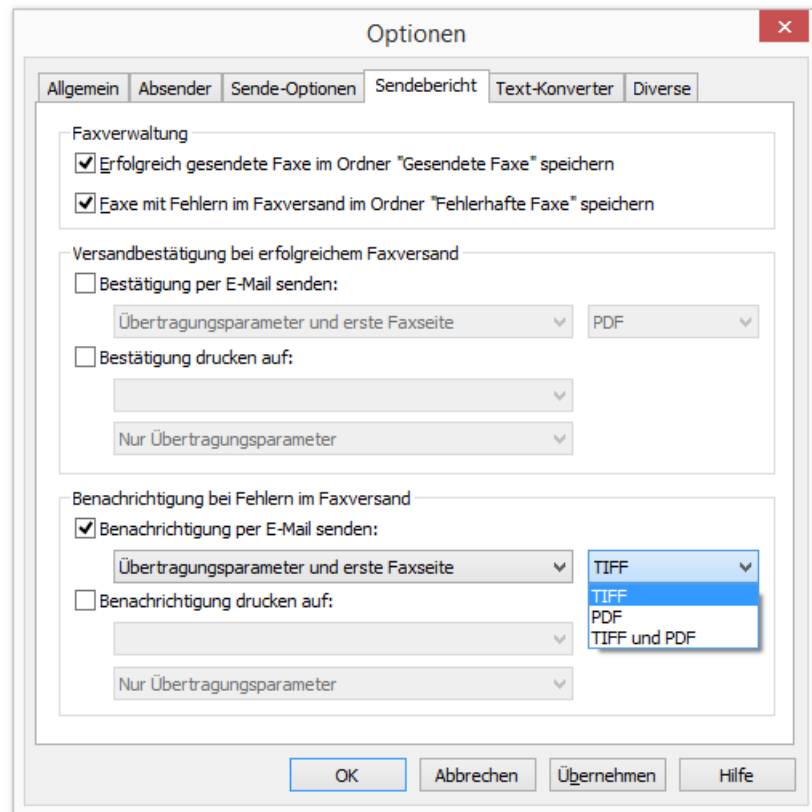 Optionen
Allgemein Absender Sende-Optionen Sendebericht Text-Konverter Diverse
Faxverwaltung
Erfolgreich gesendete Faxe im Ordner "Gesendete Faxe" speichern
Faxe mit Fehlern im Faxversand im Ordner "Fehlerhafte Faxe" speichern
Versandbestätigung bei erfolgreichem Faxversand
Bestätigung per E-Mail senden:
Übertragungsparameter und erste Faxseite PDF
Bestätigung drucken auf:
Nur Übertragungsparameter
Benachrichtigung bei Fehlern im Faxversand
Benachrichtigung per E-Mail senden:
Übertragungsparameter und erste Faxseite TIFF
TIFF
Benachrichtigung drucken auf:
PDF
TIFF und PDF
Nur Übertragungsparameter
OK Abbrechen Übernehmen Hilfe